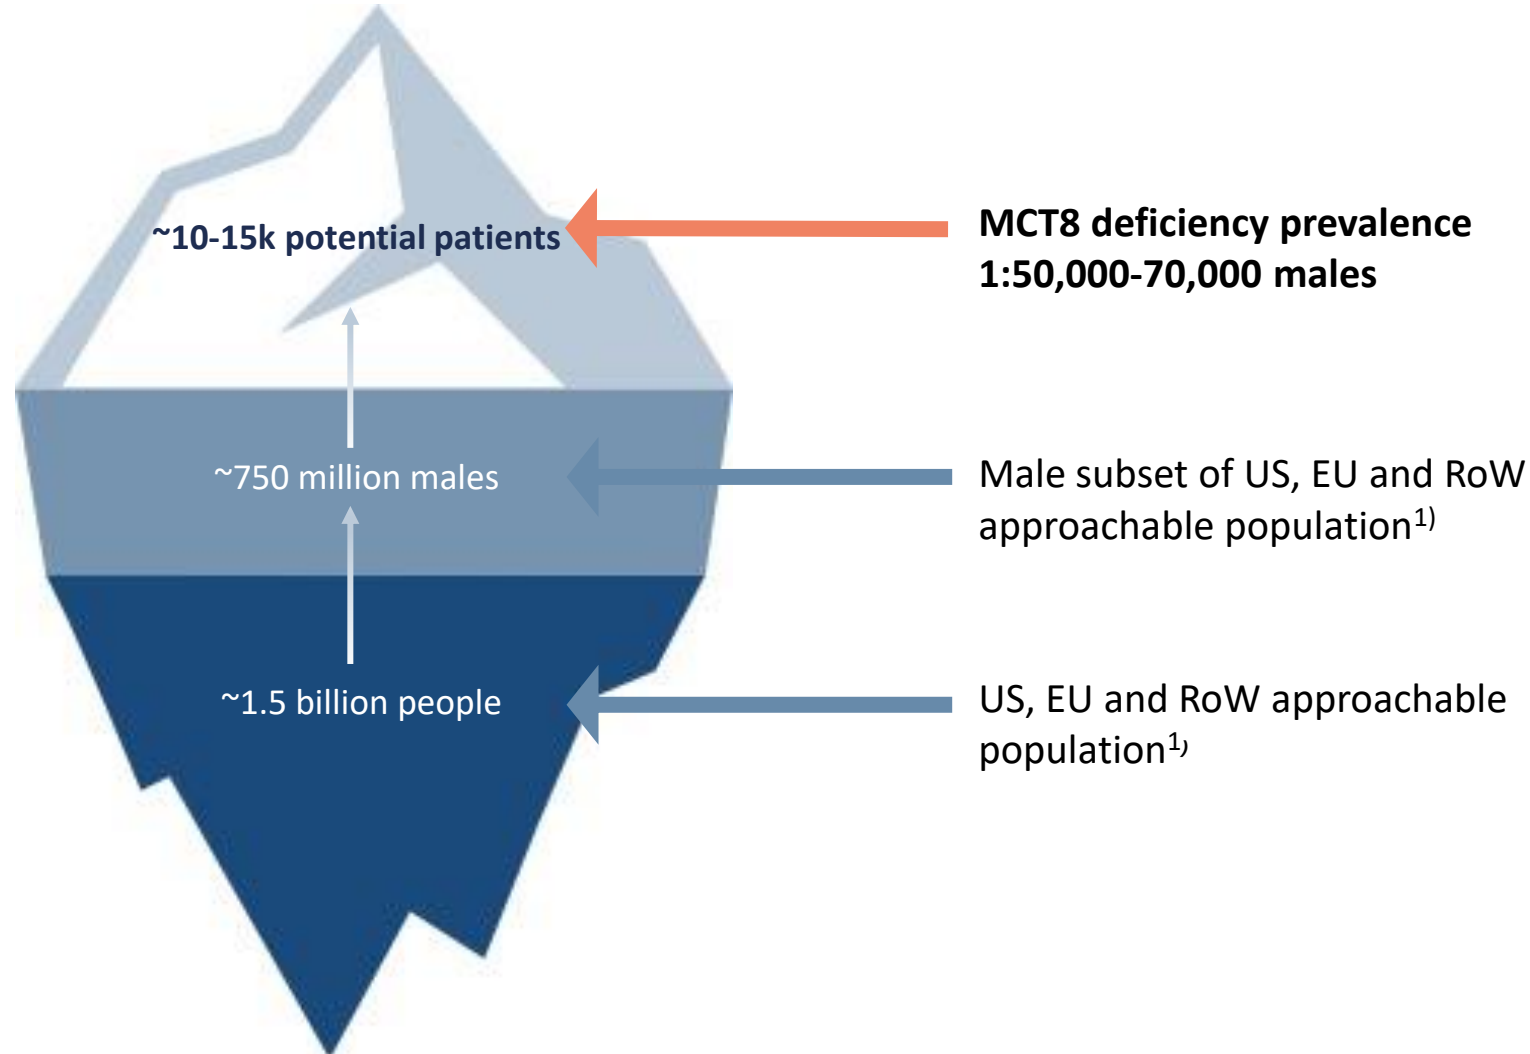 ~10-15k potential patients
MCT8 deficiency prevalence
1:50,000-70,000 males
~750 million males
Male subset of US, EU and RoW
approachable population1)
~1.5 billion people
US, EU and RoW approachable
population1)